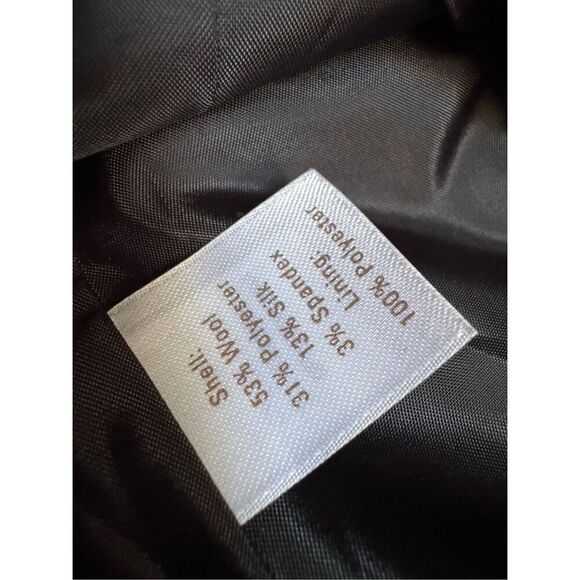 Shell:
53% Wool
31% Polyester
13% Silk
3% Spandex
Lining:
100% Polyester